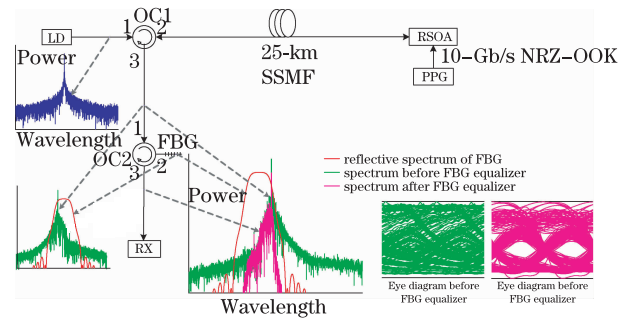 OC1
LD
1
2
3
25-km
SSMF
RSOA
10-Gb/s NRZ-OOK
PPG
Power
Wavelength
1
FBG
OC2
3
2
RX
reflective spectrum of FBG
spectrum before FBG equalizer
spectrum after FBG equalizer
Power
Wavelength
Eye diagram before
FBG equalizer
Eye diagram before
FBG equalizer